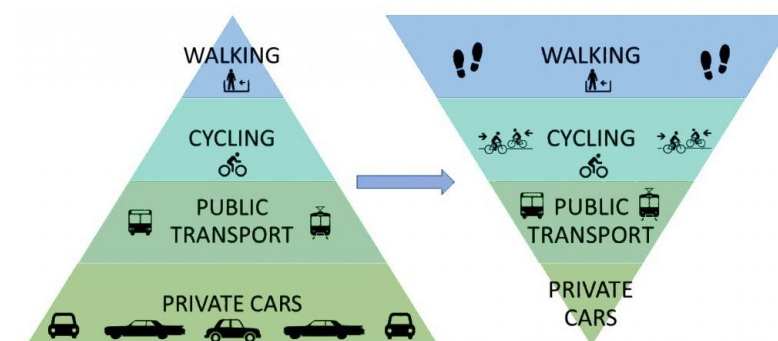 WALKING
CYCLING
PUBLIC
TRANSPORT
PRIVATE CARS
WALKING
CYCLING
PUBLIC
TRANSPORT
PRIVATE
CARS